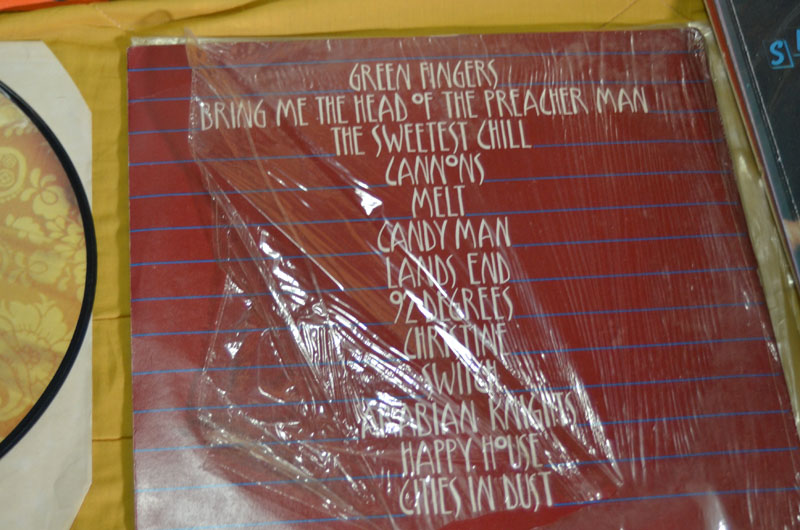 GREEN FINGERS
BRING ME THE HEAD OF THE PREACHER MAN
THE SWEETEST CHILL
CANNONS
MELT
CANDY MAN
LANDS END
92 DEGREES
CHRISTINE
SWITCH
ARABIAN KNIGHTS
HAPPY HOUSE
CITIES IN DUST